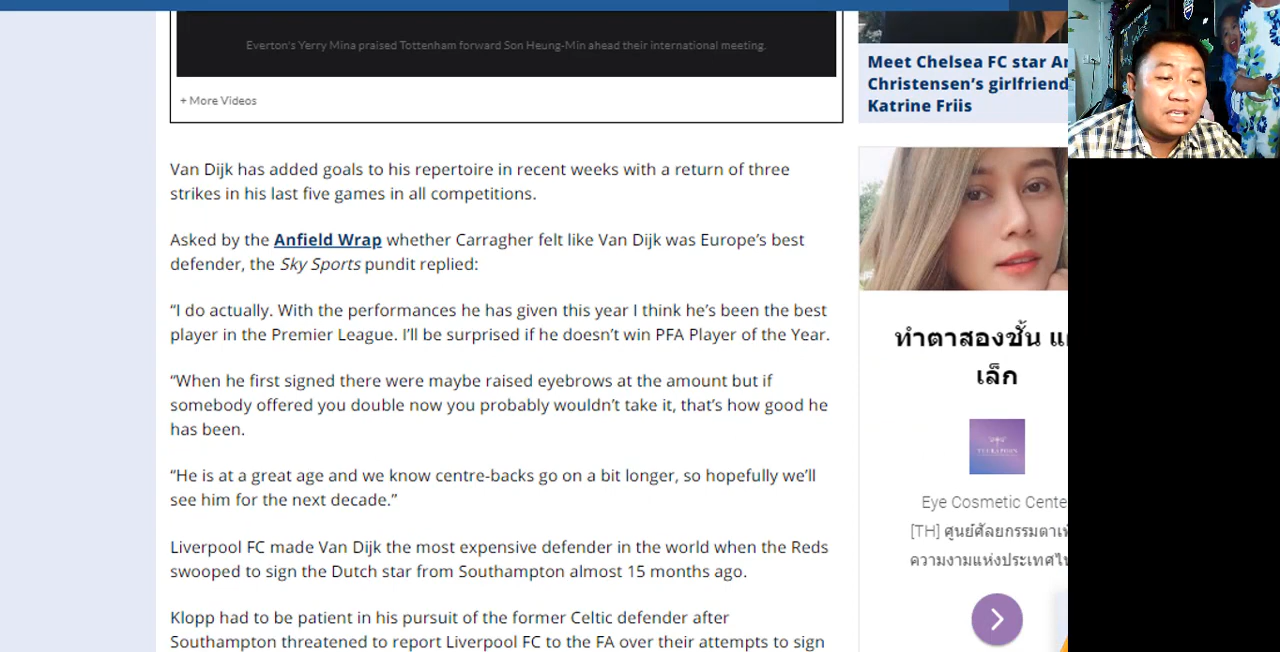 Everton's Yerry Mina praised Tottenham forward Son Heung-Min ahead their international meeting.
+ More Videos
Van Dijk has added goals to his repertoire in recent weeks with a return of three
strikes in his last five games in all competitions.
Asked by the Anfield Wrap whether Carragher felt like Van Dijk was Europe’s best
defender, the Sky Sports pundit replied:
“I do actually. With the performances he has given this year I think he’s been the best
player in the Premier League. I’ll be surprised if he doesn’t win PFA Player of the Year.
“When he first signed there were maybe raised eyebrows at the amount but if
somebody offered you double now you probably wouldn’t take it, that’s how good he
has been.
“He is at a great age and we know centre-backs go on a bit longer, so hopefully we’ll
see him for the next decade.”
Liverpool FC made Van Dijk the most expensive defender in the world when the Reds
swooped to sign the Dutch star from Southampton almost 15 months ago.
Klopp had to be patient in his pursuit of the former Celtic defender after
Southampton threatened to report Liverpool FC to the FA over their attempts to sign
Meet Chelsea FC star
Christensen’s girlfriend
Katrine Friis
ทำตาสองชั้น
เล็ก
Eye Cosmetic Cente
[TH] ศูนย์ศัลยกรรมตา
ความงามแห่งประเทศ